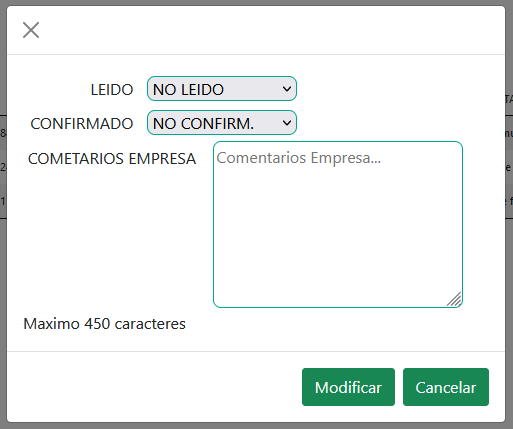 LEIDO NO LEIDO
CONFIRMADO NO CONFIRM.
COMETARIOS EMPRESA Comentarios Empresa...
Maximo 450 caracteres
Modificar Cancelar